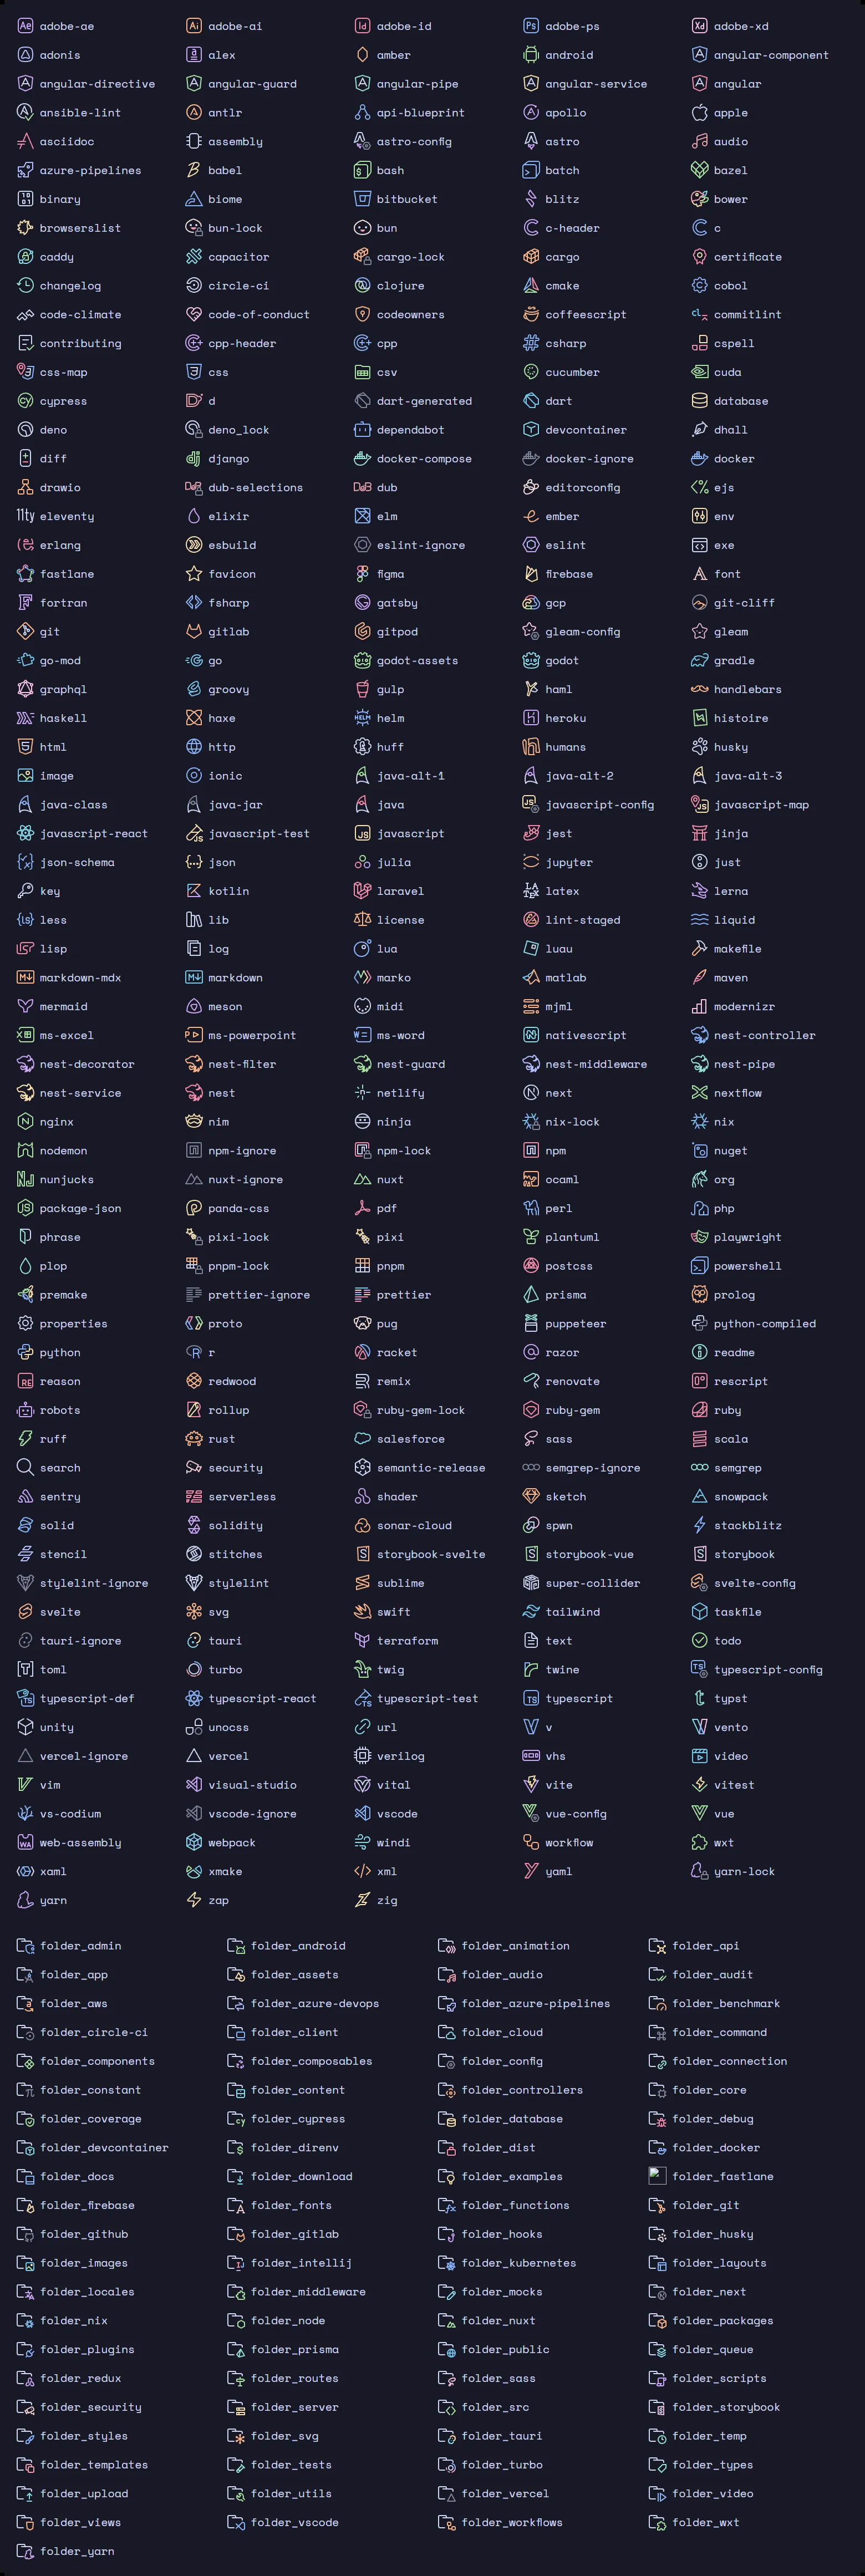 adobe-ae adobe-ai adobe-id adobe-ps adobe-xd
adonis alex amber android angular-component
angular-directive angular-guard angular-pipe angular-service angular
ansible-lint antlr api-blueprint apollo apple
asciidoc assembly astro-config astro audio
azure-pipelines babel bash batch bazel
binary biome bitbucket blitz bower
browserslist bun-lock bun c-header c
caddy capacitor cargo-lock cargo certificate
changelog circle-ci clojure cmake cobol
code-climate code-of-conduct codeowners coffeescript commitlint
contributing cpp-header cpp csharp cspell
css-map css csv cucumber cuda
cypress d dart-generated dart database
deno deno_lock dependabot devcontainer dhall
diff django docker-compose docker-ignore docker
drawio dub-selections dub editorconfig ejs
eleventy elixir elm ember env
erlang esbuild eslint-ignore eslint exe
fastlane favicon figma firebase font
fortran fsharp gatsby gcp git-cliff
git gitlab gitpod gleam-config gleam
go-mod go godot-assets godot gradle
graphql groovy gulp haml handlebars
haskell haxe helm heroku histoire
html http huff humans husky
image ionic java-alt-1 java-alt-2 java-alt-3
java-class java-jar java javascript-config javascript-map
javascript-react javascript-test javascript jest jinja
json-schema json julia jupyter just
key kotlin laravel latex lerna
less lib license lint-staged liquid
lisp log lua luau makefile
markdown-mdx markdown marko matlab maven
mermaid meson midi mjml modernizr
ms-excel ms-powerpoint ms-word nativescript nest-controller
nest-decorator nest-filter nest-guard nest-middleware nest-pipe
nest-service nest netlify next nextflow
nginx nim ninja nix-lock nix
nodemon npm-ignore npm-lock npm nuget
nunjucks nuxt-ignore nuxt ocaml org
package-json panda-css pdf perl php
phrase pixi-lock pixi plantuml playwright
plop pnpm-lock pnpm postcss powershell
premake prettier-ignore prettier prisma prolog
properties proto pug puppeteer python-compiled
python r racket razor readme
reason redwood remix renovate rescript
robots rollup ruby-gem-lock ruby-gem ruby
ruff rust salesforce sass scala
search security semantic-release semgrep-ignore semgrep
sentry serverless shader sketch snowpack
solid solidity sonar-cloud spwn stackblitz
stencil stitches storybook-svelte storybook-vue storybook
stylelint-ignore stylelint sublime super-collider svelte-config
svelte svg swift tailwind taskfile
tauri-ignore tauri terraform text todo
toml turbo twig twine typescript-config
typescript-def typescript-react typescript-test typescript typst
unity unocss url v vento
vercel-ignore vercel verilog vhs video
vim visual-studio vital vite vitest
vs-codium vscode-ignore vscode vue-config vue
web-assembly webpack windi workflow wxt
xaml xmake xml yaml yarn-lock
yarn zap zig
folder_admin folder_android folder_animation folder_api
folder_app folder_assets folder_audio folder_audit
folder_aws folder_azure-devops folder_azure-pipelines folder_benchmark
folder_circle-ci folder_client folder_cloud folder_command
folder_components folder_composables folder_config folder_connection
folder_constant folder_content folder_controllers folder_core
folder_coverage folder_cypress folder_database folder_debug
folder_devcontainer folder_direnv folder_dist folder_docker
folder_docs folder_download folder_examples folder_fastlane
folder_firebase folder_fonts folder_functions folder_git
folder_github folder_gitlab folder_hooks folder_husky
folder_images folder_intellij folder_kubernetes folder_layouts
folder_locales folder_middleware folder_mocks folder_next
folder_nix folder_node folder_nuxt folder_packages
folder_plugins folder_prisma folder_public folder_queue
folder_redux folder_routes folder_sass folder_scripts
folder_security folder_server folder_src folder_storybook
folder_styles folder_svg folder_tauri folder_temp
folder_templates folder_tests folder_turbo folder_types
folder_upload folder_utils folder_vercel folder_video
folder_views folder_vscode folder_workflows folder_wxt
folder_yarn